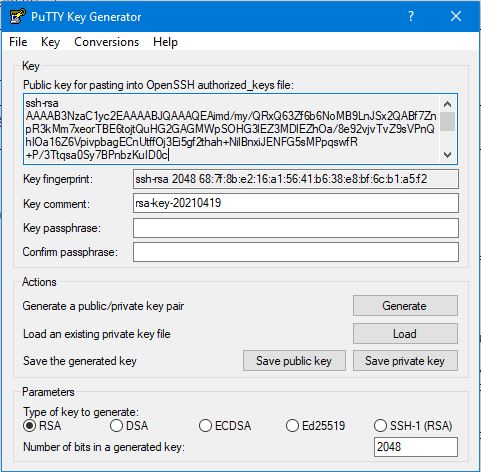 PuTTY Key Generator
File Key Conversions Help
Key
Public key for pasting into OpenSSH authorized_keys file:
ssh-rsa
AAAAB3NzaC1yc2EAAAABJQAAAQEAimd/my/QRxQ63Zf6b6NoMB9LnJSx2QABf7Zn
pR3kMm7xeorTBE6tojtQuHG2GAGMWpSOHG3IEZ3MDIEZhOa/8e92vjvTvZ9sVPnQ
hIOa16Z6VpivpbagECnUtffOj3Ei5gf2thah+NilBnxiJENFG5sMPpqswfR
+P/3Ttqsa0Sy7BPnbzKuID0c
Key fingerprint: ssh-rsa 2048 68:7f:8b:e2:16:a1:56:41:b6:38:e8:bf:6c:b1:a5:f2
Key comment: rsa-key-20210419
Key passphrase:
Confirm passphrase:
Actions
Generate a public/private key pair Generate
Load an existing private key file Load
Save the generated key Save public key Save private key
Parameters
Type of key to generate:
RSA DSA ECDSA Ed25519 SSH-1 (RSA)
Number of bits in a generated key: 2048